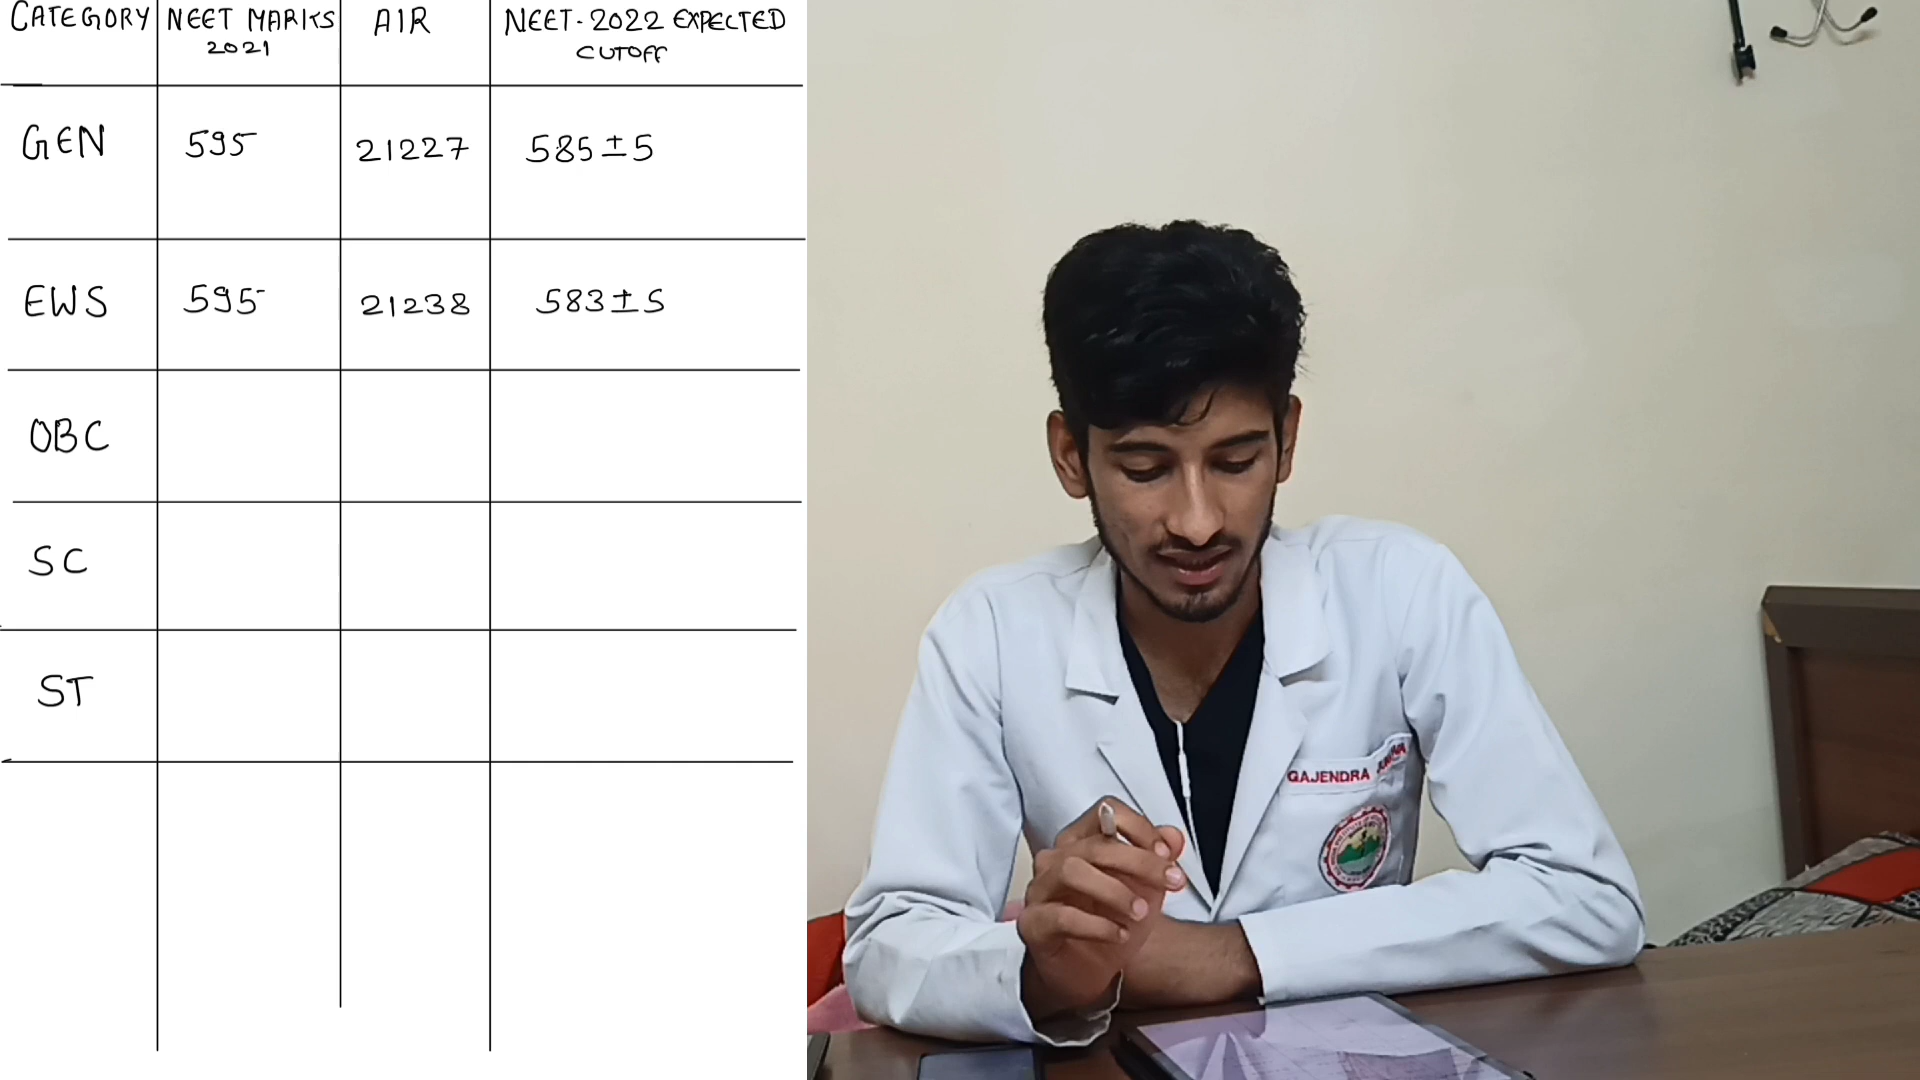 CATEGORY NEET MARKS 2021 AIR NEET-2022 EXPECTED CUTOFF
GEN 595 21227 585±5
EWS 595 21238 583±5
OBC
SC
ST
GAJENDRA